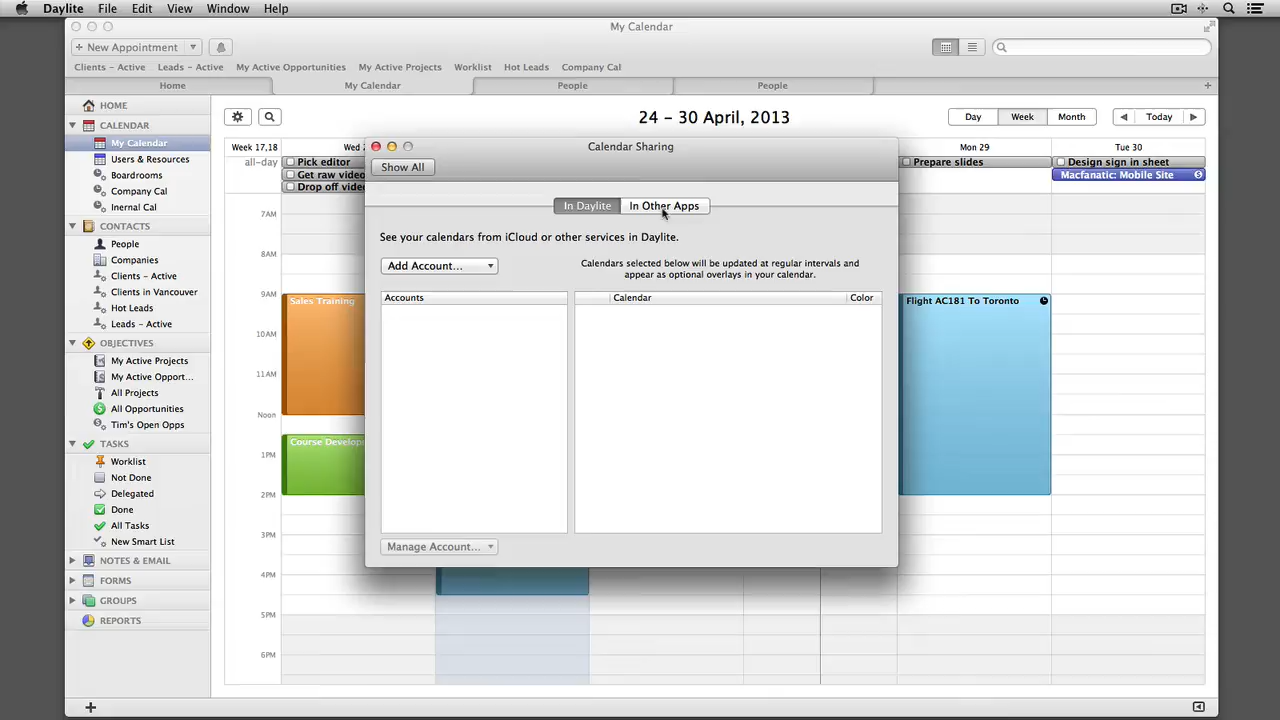 Daylite File Edit View Window Help
My Calendar
+ New Appointment
Clients – Active Leads – Active My Active Opportunities My Active Projects Worklist Hot Leads Company Cal
Home My Calendar People People +
HOME
CALENDAR
My Calendar
Users & Resources
Boardrooms
Company Cal
Inernal Cal
CONTACTS
People
Companies
Clients – Active
Clients in Vancouver
Hot Leads
Leads – Active
OBJECTIVES
My Active Projects
My Active Opport...
All Projects
All Opportunities
Tim's Open Opps
TASKS
Worklist
Not Done
Delegated
Done
All Tasks
New Smart List
NOTES & EMAIL
FORMS
GROUPS
REPORTS
24 – 30 April, 2013
Day Week Month Today
Week 17,18 Wed Mon 29 Tue 30
all-day
Pick editor
Get raw video
Drop off vide
Prepare slides
Design sign in sheet
Macfanatic: Mobile Site
7AM
8AM
9AM
10AM
11AM
Noon
1PM
2PM
3PM
4PM
5PM
6PM
Sales Training
Course Develop
Flight AC181 To Toronto
Calendar Sharing
Show All
In Daylite In Other Apps
See your calendars from iCloud or other services in Daylite.
Add Account...
Calendars selected below will be updated at regular intervals and
appear as optional overlays in your calendar.
Accounts Calendar Color
Manage Account...